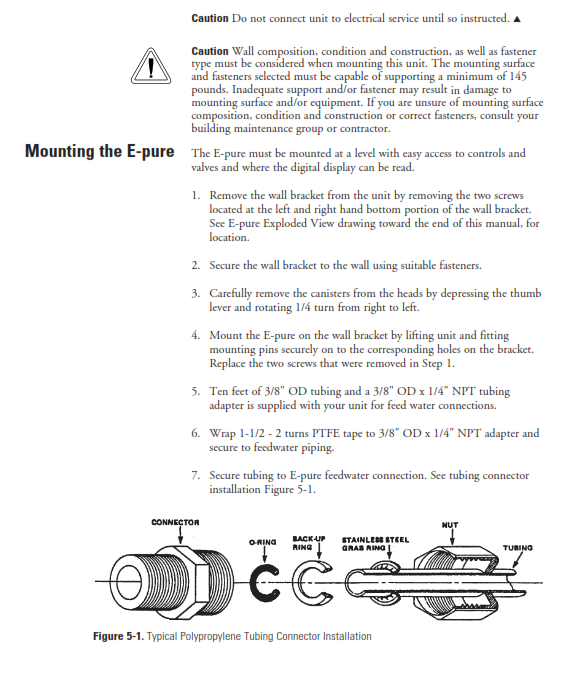 Caution Do not connect unit to electrical service until so instructed. ▲
Caution Wall composition, condition and construction, as well as fastener
type must be considered when mounting this unit. The mounting surface
and fasteners selected must be capable of supporting a minimum of 145
pounds. Inadequate support and/or fastener may result in damage to
mounting surface and/or equipment. If you are unsure of mounting surface
composition, condition and construction or correct fasteners, consult your
building maintenance group or contractor.
Mounting the E-pure
The E-pure must be mounted at a level with easy access to controls and
valves and where the digital display can be read.
1. Remove the wall bracket from the unit by removing the two screws
located at the left and right hand bottom portion of the wall bracket.
See E-pure Exploded View drawing toward the end of this manual, for
location.
2. Secure the wall bracket to the wall using suitable fasteners.
3. Carefully remove the canisters from the heads by depressing the thumb
lever and rotating 1/4 turn from right to left.
4. Mount the E-pure on the wall bracket by lifting unit and fitting
mounting pins securely on to the corresponding holes on the bracket.
Replace the two screws that were removed in Step 1.
5. Ten feet of 3/8" OD tubing and a 3/8" OD x 1/4" NPT tubing
adapter is supplied with your unit for feed water connections.
6. Wrap 1-1/2 - 2 turns PTFE tape to 3/8" OD x 1/4" NPT adapter and
secure to feedwater piping.
7. Secure tubing to E-pure feedwater connection. See tubing connector
installation Figure 5-1.
CONNECTOR
O-RING
BACK-UP
RING
STAINLESS STEEL
GRAB RING
NUT
TUBING
Figure 5-1. Typical Polypropylene Tubing Connector Installation